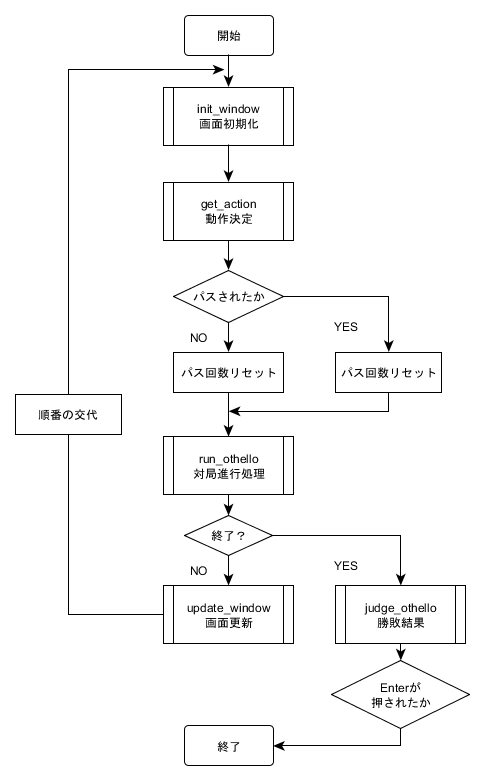 開始
init_window
画面初期化
get_action
動作決定
パスされたか
NO
YES
パス回数リセット
パス回数リセット
順番の交代
run_othello
対局進行処理
終了？
NO
YES
update_window
画面更新
judge_othello
勝敗結果
Enterが
押されたか
終了